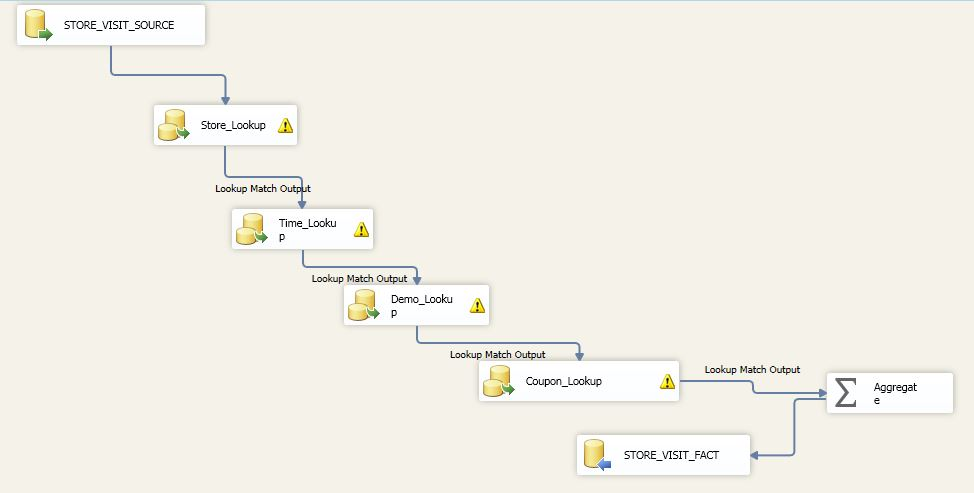 STORE_VISIT_SOURCE
Store_Lookup
Lookup Match Output
Time_Looku
p
Lookup Match Output
Demo_Looku
p
Lookup Match Output
Coupon_Lookup
Lookup Match Output
Aggregat
e
STORE_VISIT_FACT